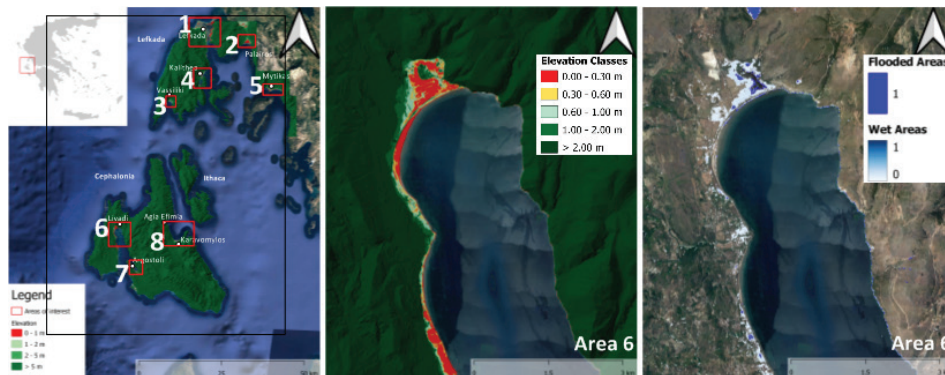 1
Lefkada
Lefkada
2
Palairos
Kalithea
4
Mytikas
5
Vassiliki
3
Cephalonia
Ithaca
Livadi
Agia Efimia
6
8
Karavomylos
7
Argostoli
Legend
Areas of interest
Elevation
0 - 1 m
1 - 2 m
2 - 5 m
> 5 m
Elevation Classes
0.00 - 0.30 m
0.30 - 0.60 m
0.60 - 1.00 m
1.00 - 2.00 m
> 2.00 m
Area 6
Flooded Areas
1
Wet Areas
1
0
Area 6